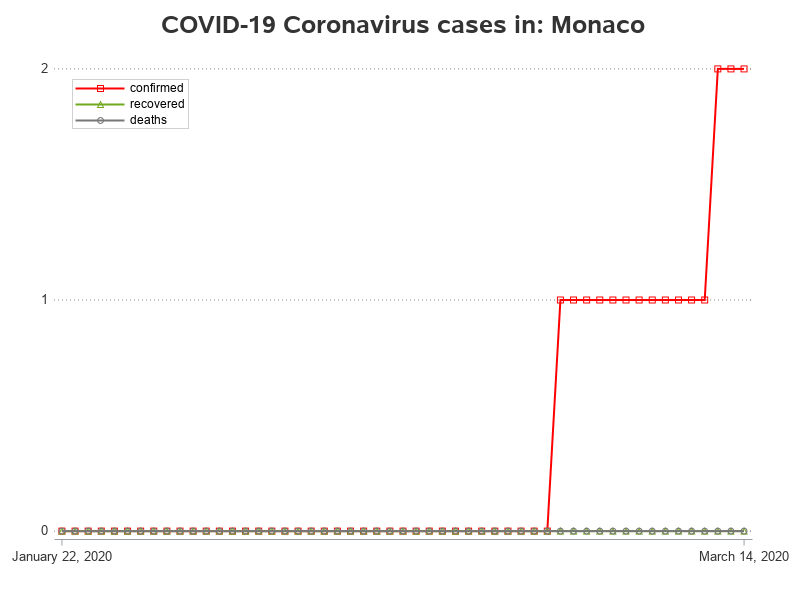 COVID-19 Coronavirus cases in: Monaco
2
confirmed
recovered
deaths
1
0
January 22, 2020
March 14, 2020